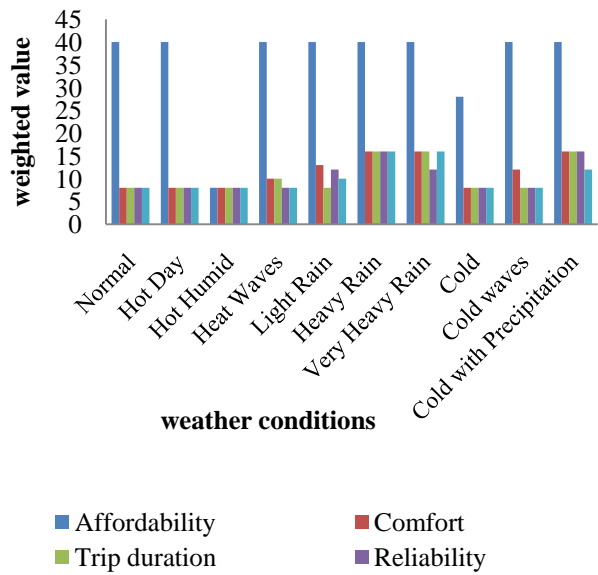 weighted value
45
40
35
30
25
20
15
10
5
0
Normal
Hot Day
Hot Humid
Heat Waves
Light Rain
Heavy Rain
Very Heavy Rain
Cold
Cold waves
Cold with Precipitation
weather conditions
Affordability
Comfort
Trip duration
Reliability